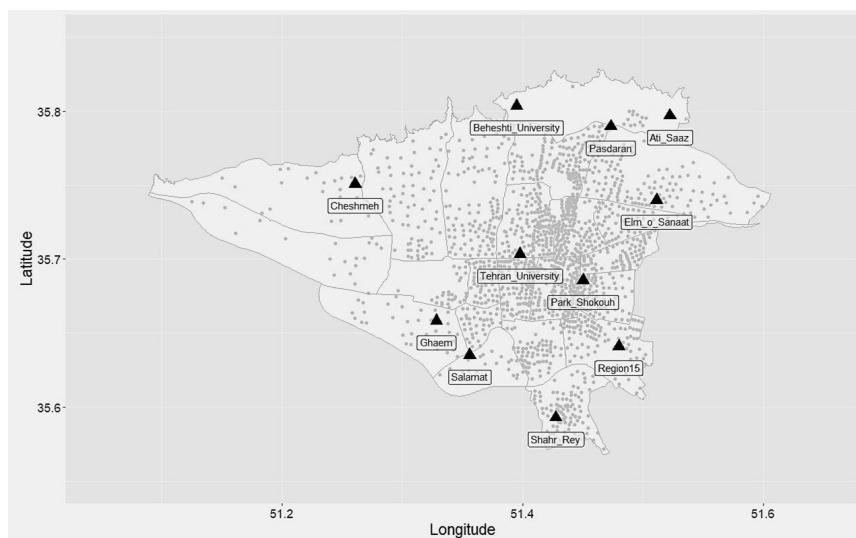 35.8
35.7
35.6
Latitude
Beheshti_University
Pasdaran
Ati_Saaz
Cheshmeh
Elm_o_Sanaat
Tehran_University
Park_Shokouh
Ghaem
Salamat
Region15
Shahr_Rey
51.2
51.4
51.6
Longitude